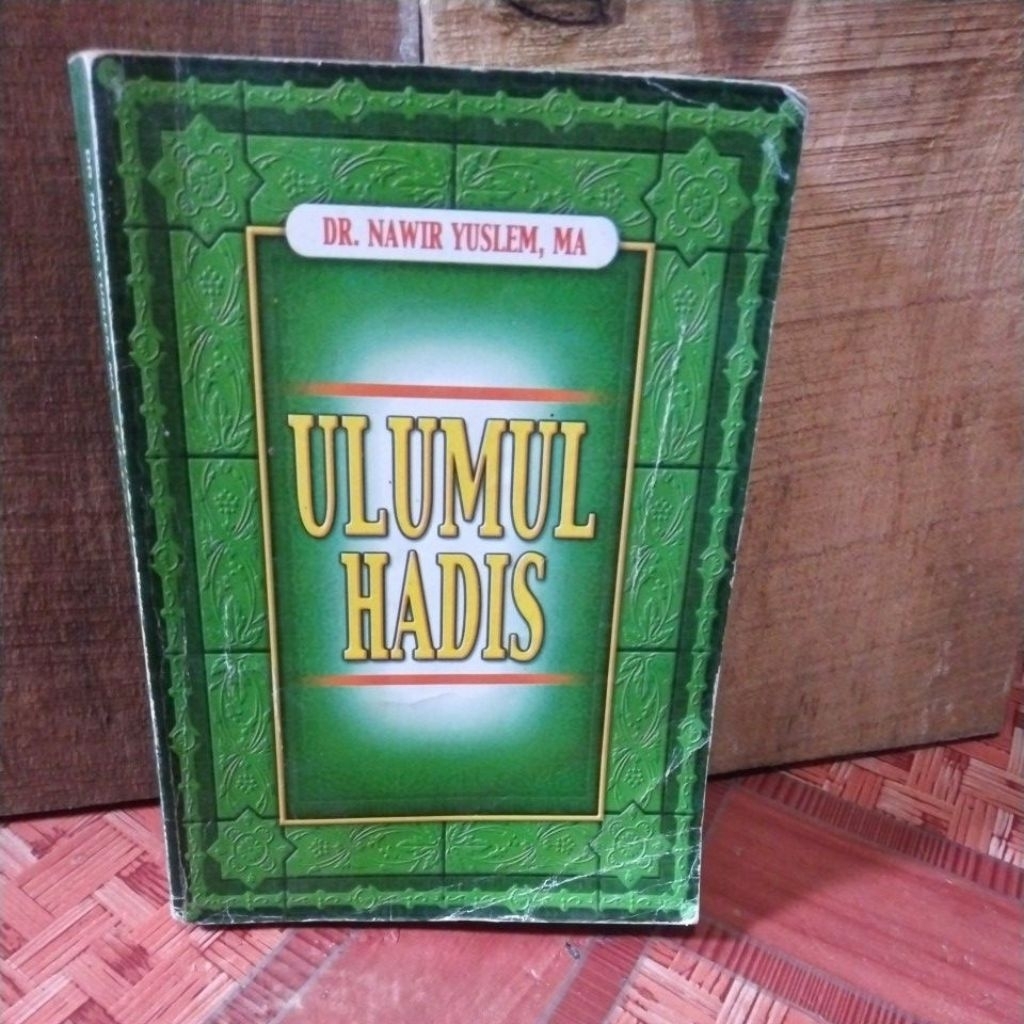 DR. NAWIR YUSLEM, MA
ULUMUL
HADIS